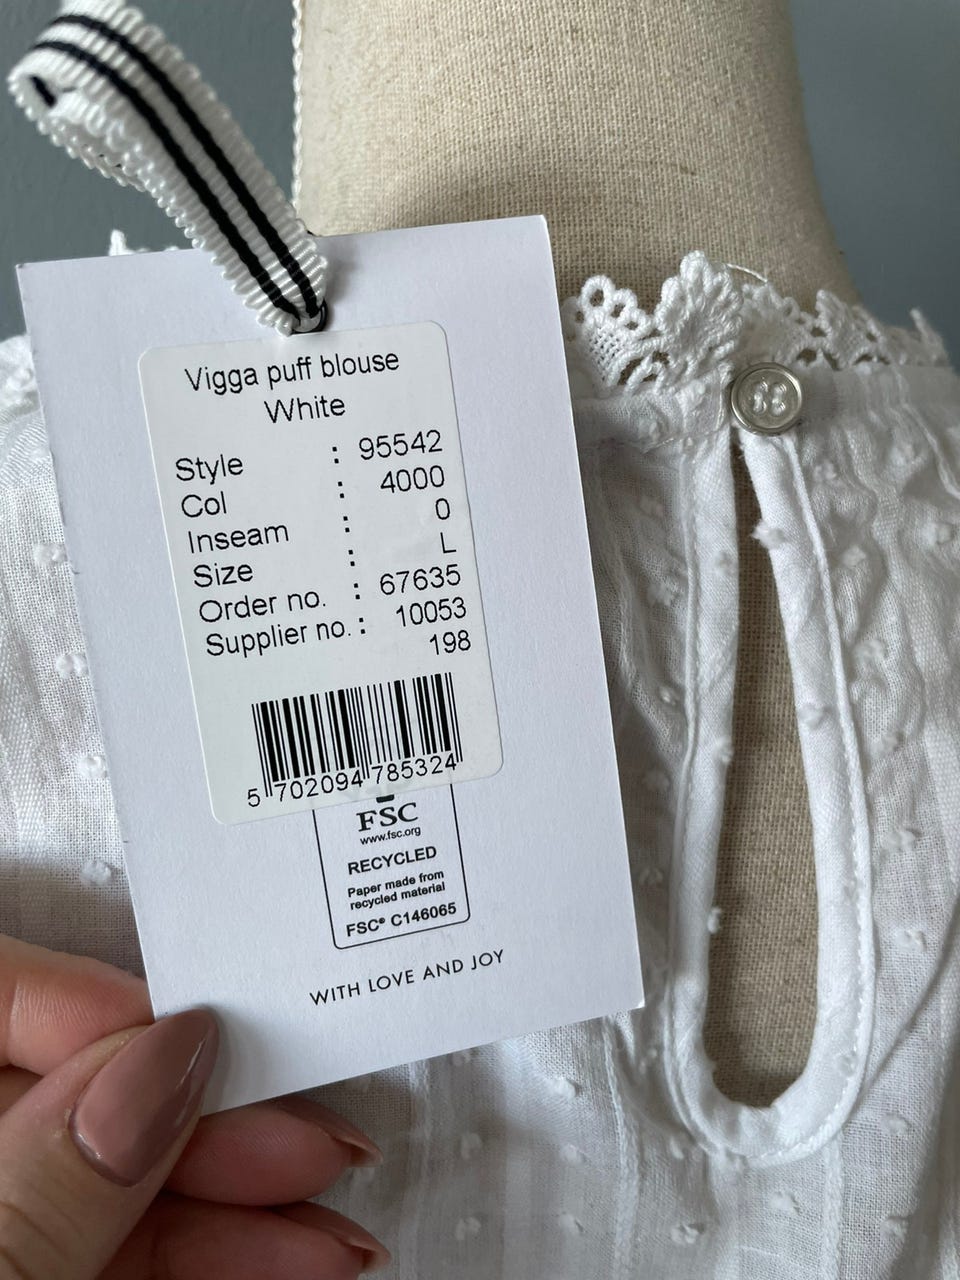 Vigga puff blouse
White
Style : 95542
Col : 4000
Inseam : 0
Size : L
Order no. : 67635
Supplier no. : 10053
198
5 702094 785324
FSC
www.fsc.org
RECYCLED
Paper made from
recycled material
FSC® C146065
WITH LOVE AND JOY